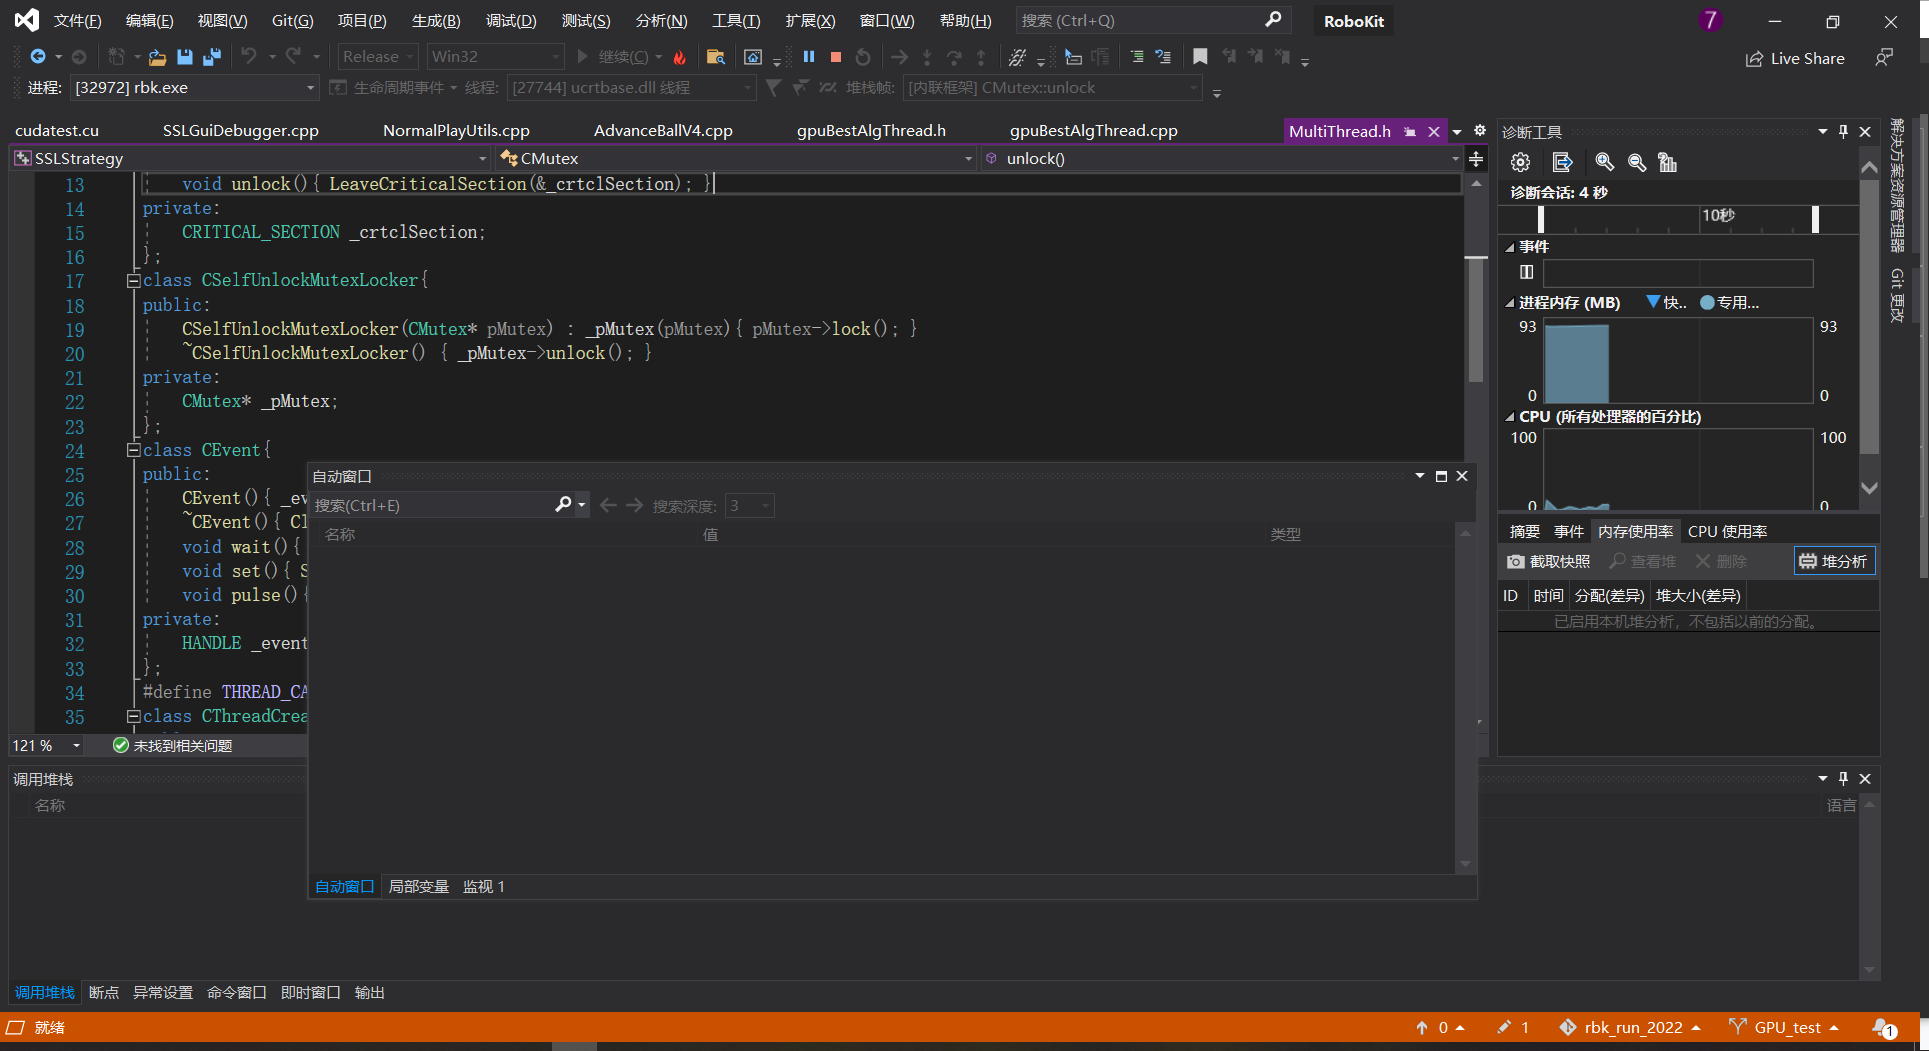 文件(F) 编辑(E) 视图(V) Git(G) 项目(P) 生成(B) 调试(D) 测试(S) 分析(N) 工具(T) 扩展(X) 窗口(W) 帮助(H) 搜索 (Ctrl+Q) RoboKit 7
Release Win32 继续(C) Live Share
进程: [32972] rbk.exe 生命周期事件 线程: [27744] ucrtbase.dll 线程 堆栈帧: [内联框架] CMutex::unlock
cudatest.cu SSLGuiDebugger.cpp NormalPlayUtils.cpp AdvanceBallV4.cpp gpuBestAlgThread.h gpuBestAlgThread.cpp MultiThread.h
SSLStrategy CMutex unlock()
13 void unlock(){ LeaveCriticalSection(&_crtclSection); }
14 private:
15 CRITICAL_SECTION _crtclSection;
16 };
17 class CSelfUnlockMutexLocker{
18 public:
19 CSelfUnlockMutexLocker(CMutex* pMutex) : _pMutex(pMutex){ pMutex->lock(); }
20 ~CSelfUnlockMutexLocker() { _pMutex->unlock(); }
21 private:
22 CMutex* _pMutex;
23 };
24 class CEvent{
25 public:
26 CEvent(){ _ev
27 ~CEvent(){ Cl
28 void wait(){
29 void set(){ S
30 void pulse(){
31 private:
32 HANDLE _event
33 };
34 #define THREAD_CA
35 class CThreadCrea
121 % 未找到相关问题
自动窗口
搜索(Ctrl+E) 搜索深度: 3
名称 值 类型
自动窗口 局部变量 监视 1
调用堆栈
名称 语言
调用堆栈 断点 异常设置 命令窗口 即时窗口 输出
诊断工具
诊断会话: 4 秒
10秒
事件
进程内存 (MB) 快.. 专用...
93 93
0 0
CPU (所有处理器的百分比)
100 100
0 0
摘要 事件 内存使用率 CPU 使用率
截取快照 查看堆 删除 堆分析
ID 时间 分配(差异) 堆大小(差异)
已启用本机堆分析，不包括以前的分配。
解决方案资源管理器
Git 更改
就绪 0 1 rbk_run_2022 GPU_test 1